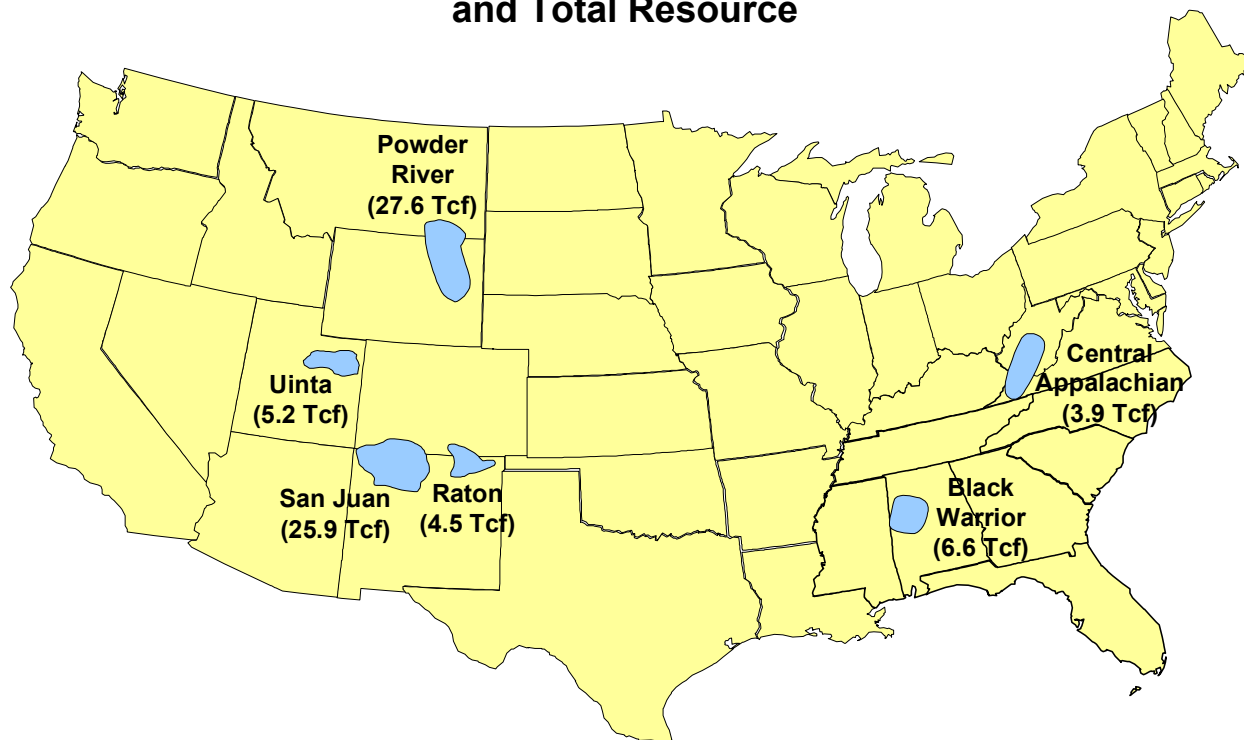 and Total Resource
Powder
River
(27.6 Tcf)
Uinta
(5.2 Tcf)
San Juan
(25.9 Tcf)
Raton
(4.5 Tcf)
Central
Appalachian
(3.9 Tcf)
Black
Warrior
(6.6 Tcf)